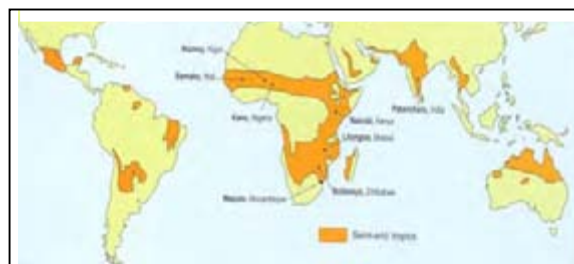 Niamey, Niger
Bamako, Mali
Kano, Nigeria
Patancheru, India
Nairobi, Kenya
Lilongwe, Malawi
Bulawayo, Zimbabwe
Maputo, Mozambique
Semi-arid tropics